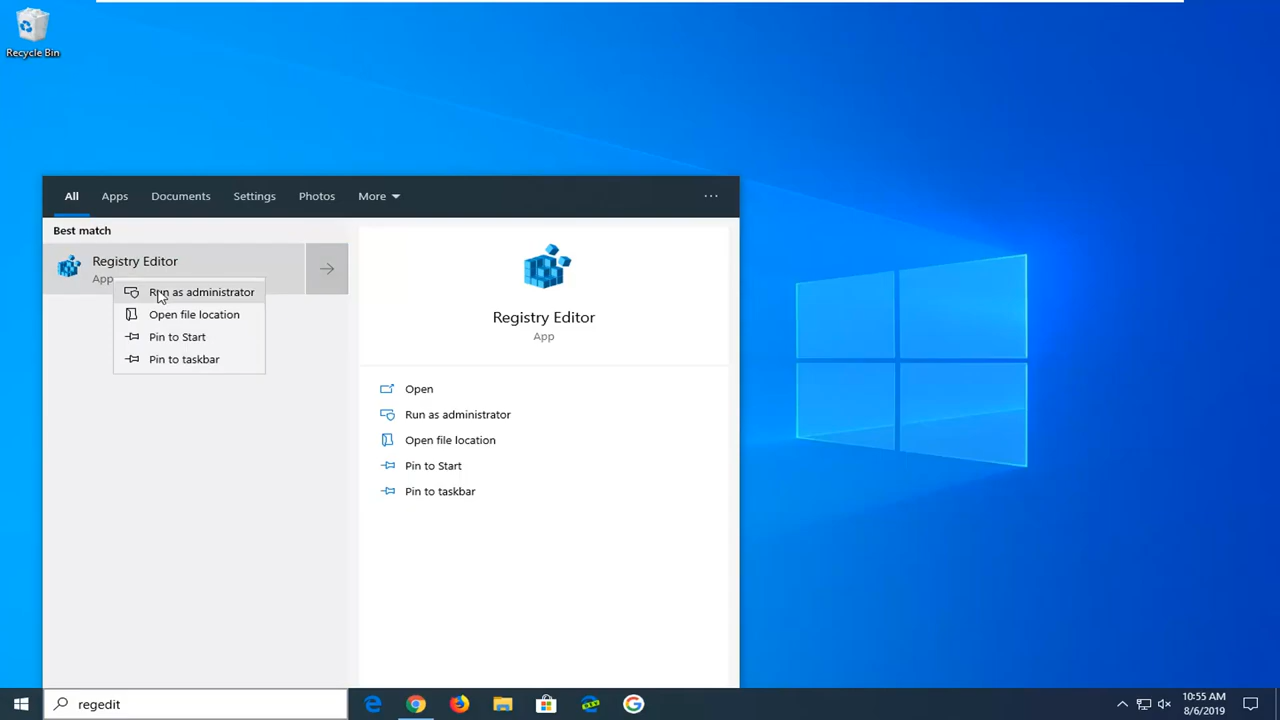 Recycle Bin
All Apps Documents Settings Photos More ...
Best match
Registry Editor
App
Run as administrator
Open file location
Pin to Start
Pin to taskbar
Registry Editor
App
Open
Run as administrator
Open file location
Pin to Start
Pin to taskbar
regedit
10:55 AM
8/6/2019